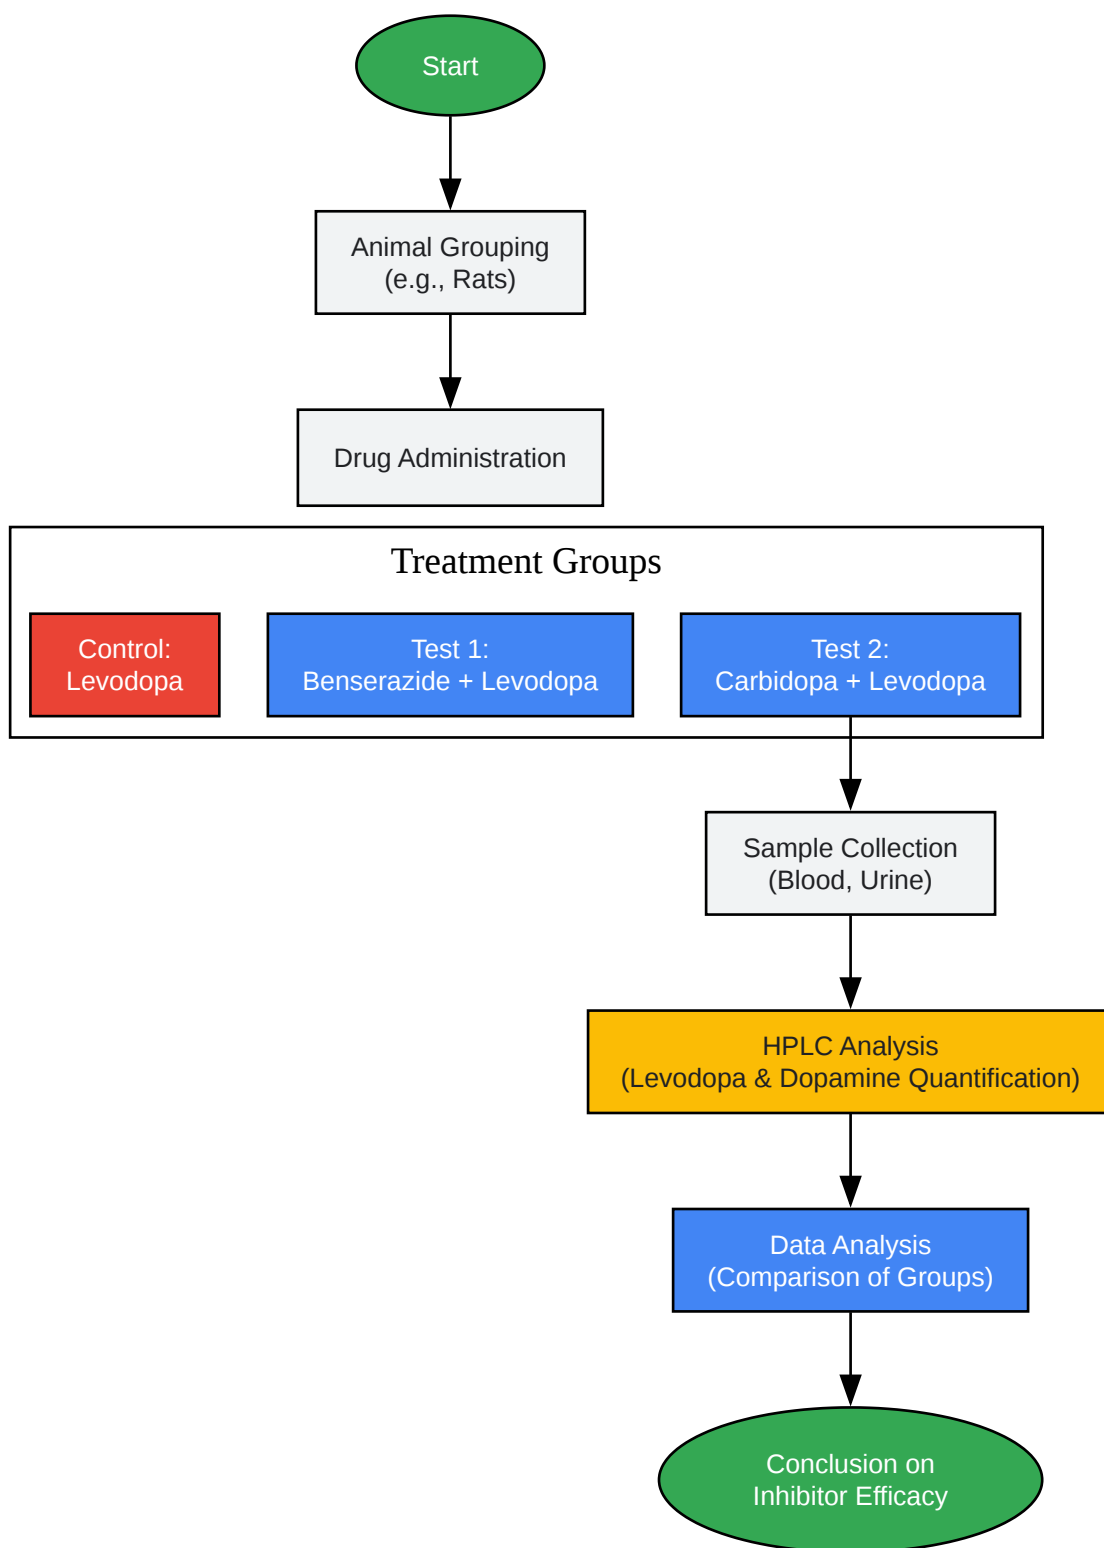 Start
Animal Grouping
(e.g., Rats)
Drug Administration
Treatment Groups
Control:
Levodopa
Test 1:
Benserazide + Levodopa
Test 2:
Carbidopa + Levodopa
Sample Collection
(Blood, Urine)
HPLC Analysis
(Levodopa & Dopamine Quantification)
Data Analysis
(Comparison of Groups)
Conclusion on
Inhibitor Efficacy